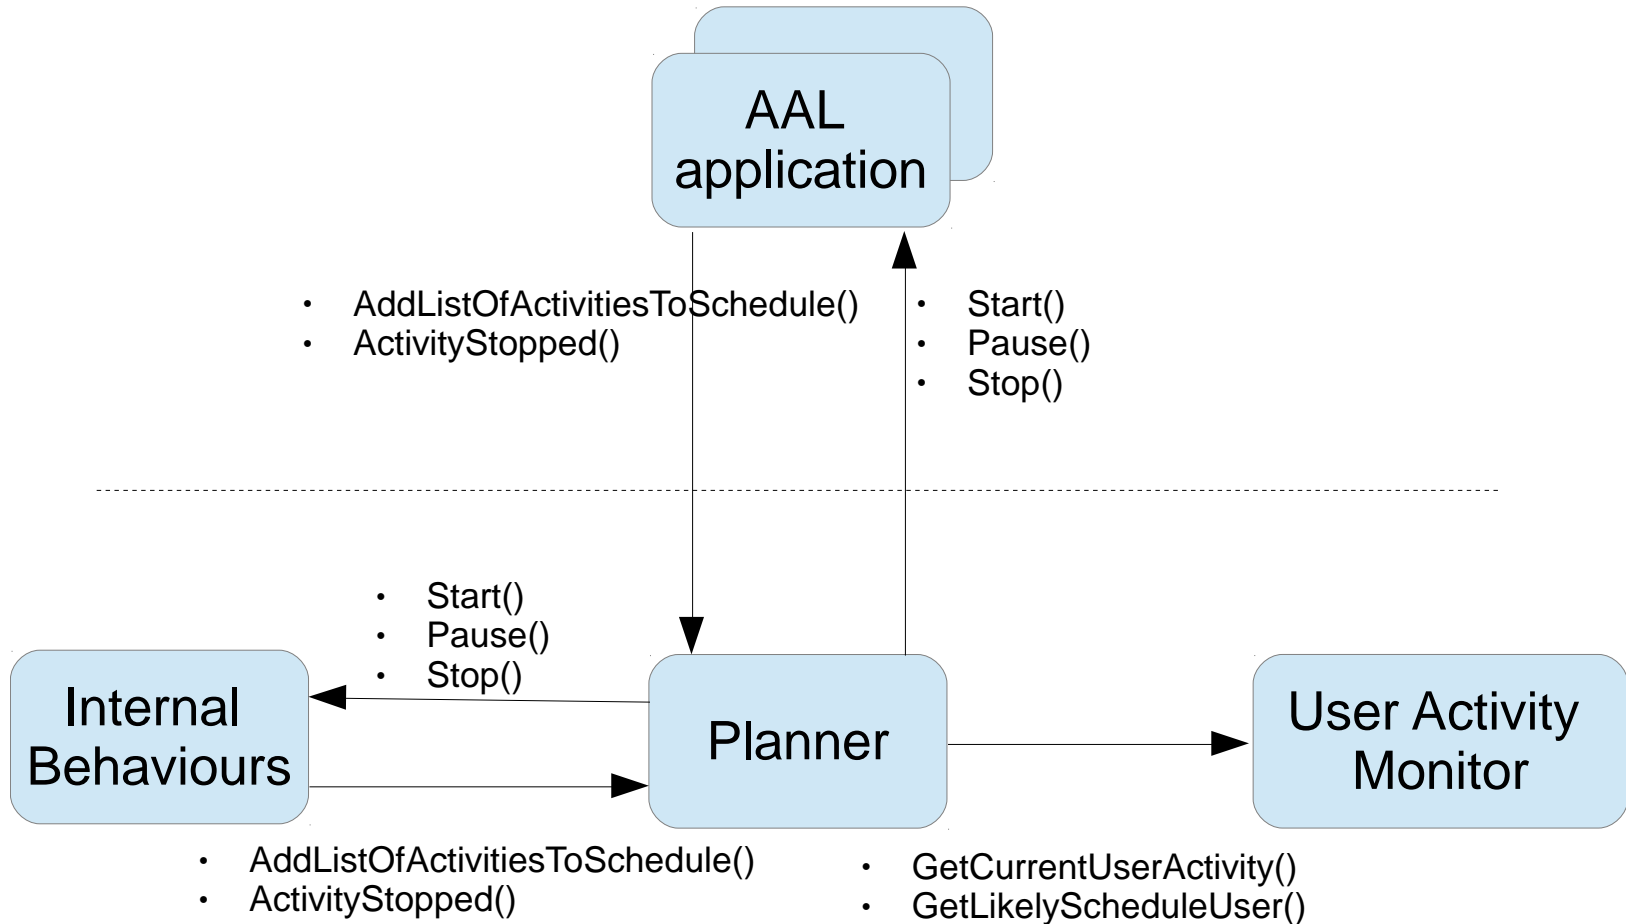 AAL
application
• AddListOfActivitiesToSchedule()
• ActivityStopped()
• Start()
• Pause()
• Stop()
• Start()
• Pause()
• Stop()
Internal
Behaviours
Planner
User Activity
Monitor
• AddListOfActivitiesToSchedule()
• ActivityStopped()
• GetCurrentUserActivity()
• GetLikelyScheduleUser()